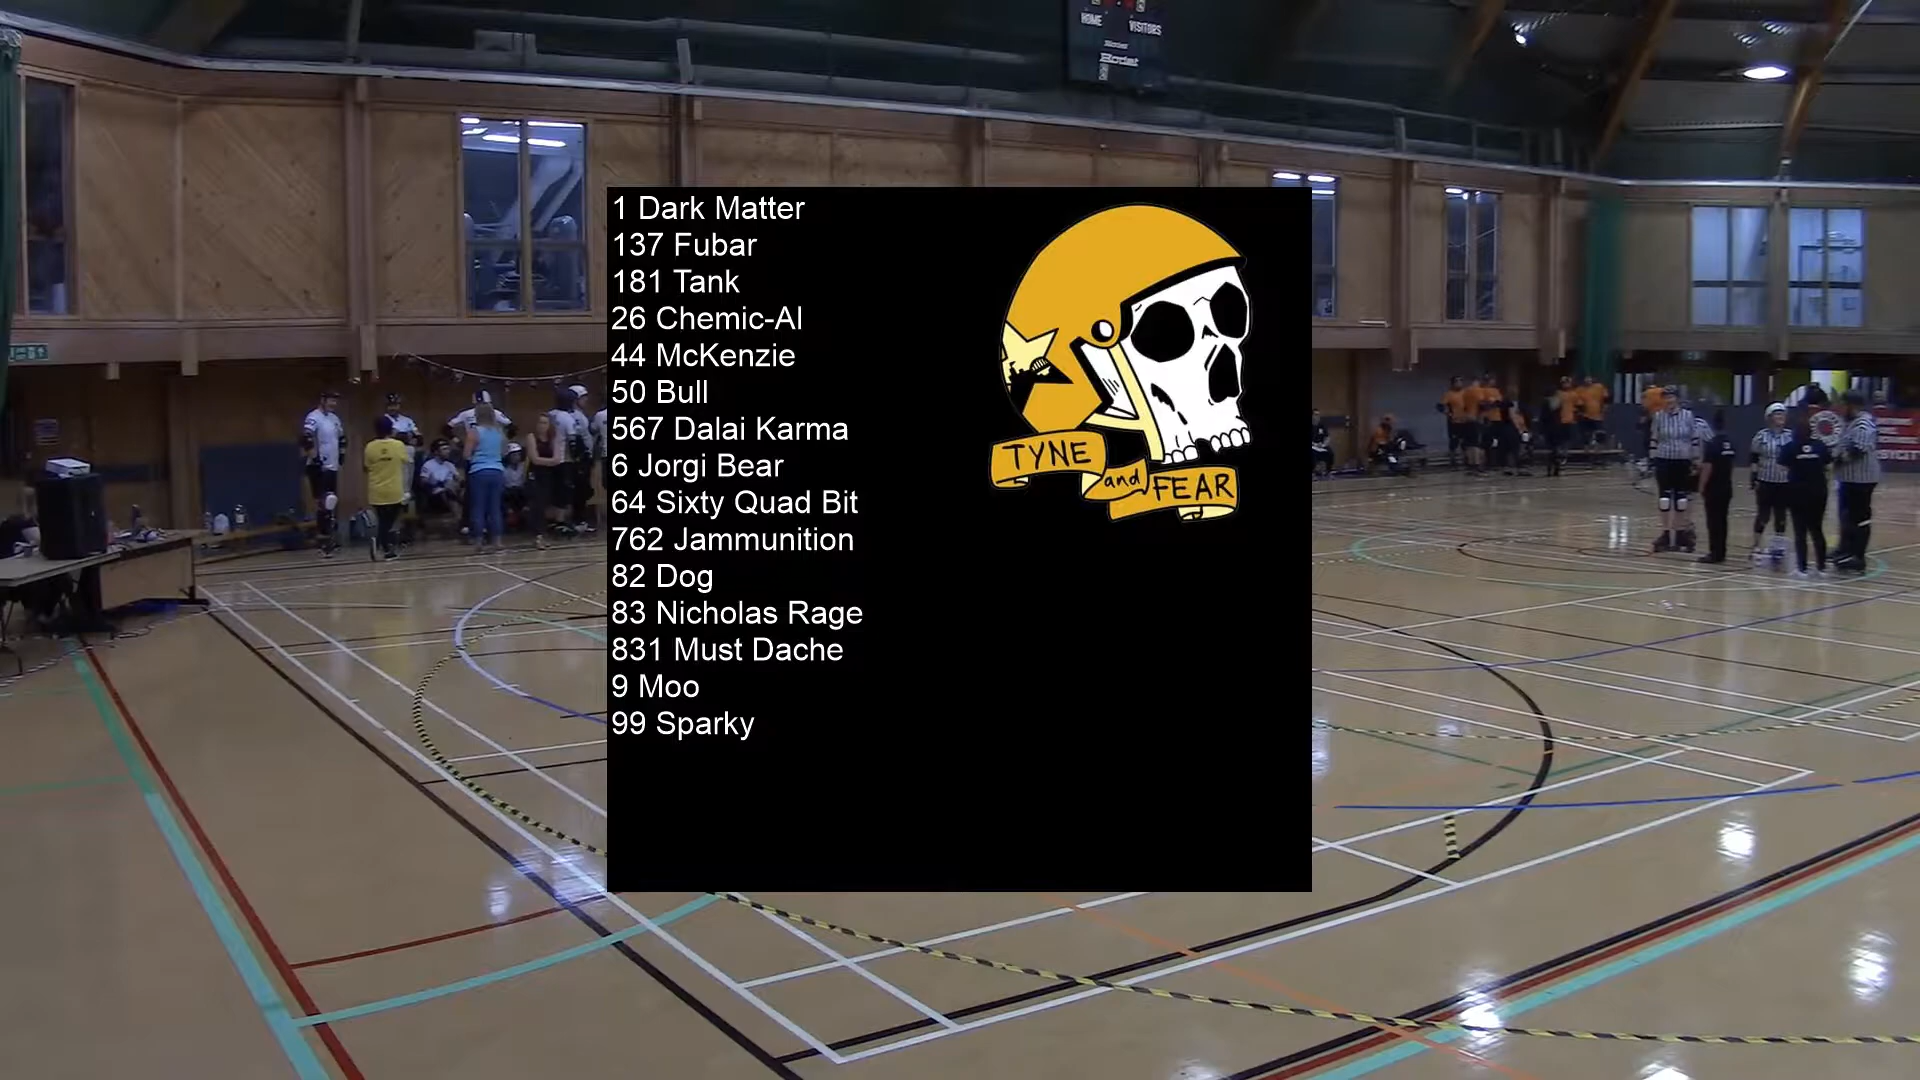 HOME VISITORS
1 Dark Matter
137 Fubar
181 Tank
26 Chemic-Al
44 McKenzie
50 Bull
567 Dalai Karma
6 Jorgi Bear
64 Sixty Quad Bit
762 Jammunition
82 Dog
83 Nicholas Rage
831 Must Dache
9 Moo
99 Sparky
TYNE
and
FEAR